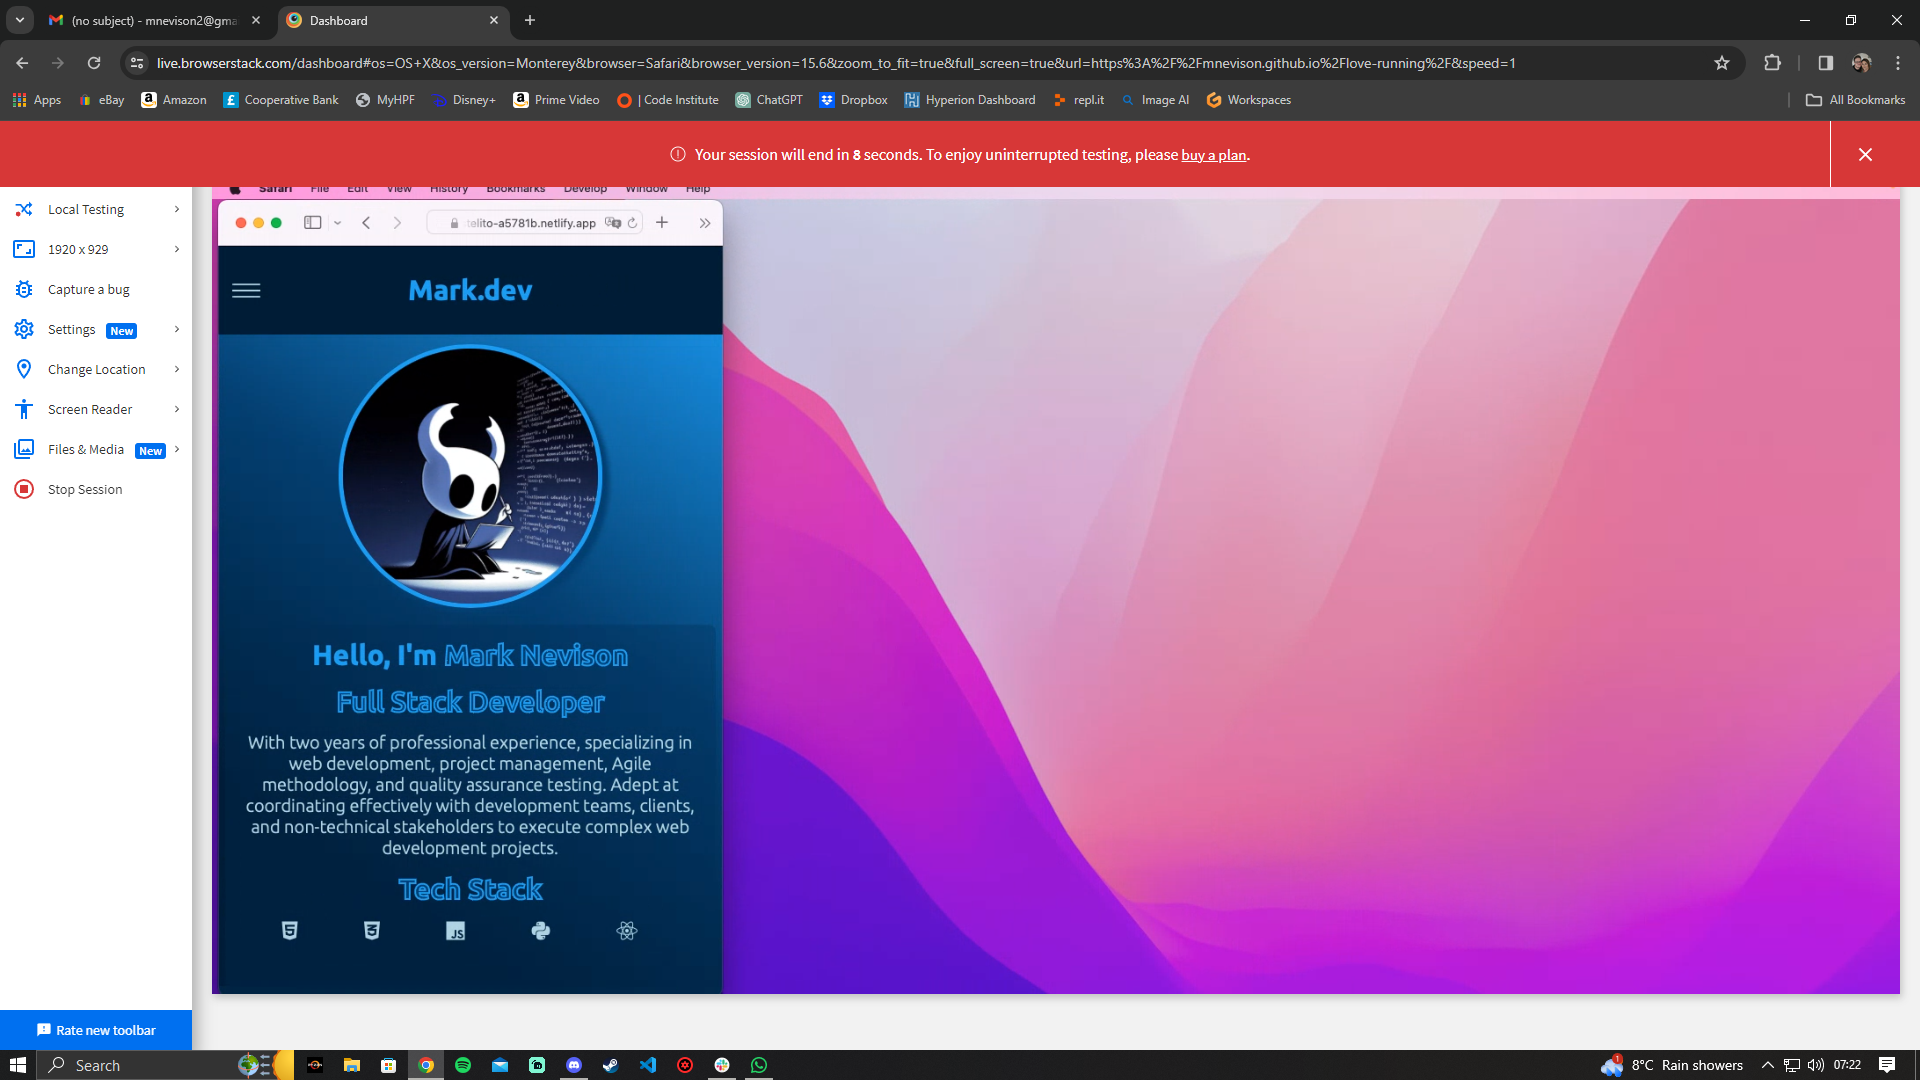 (no subject) - mnevison2@gma
Dashboard
live.browserstack.com/dashboard#os=OS+X&os_version=Monterey&browser=Safari&browser_version=15.6&zoom_to_fit=true&full_screen=true&url=https%3A%2F%2Fmnevison.github.io%2Flove-running%2F&speed=1
Apps eBay Amazon Cooperative Bank MyHPF Disney+ Prime Video | Code Institute ChatGPT Dropbox Hyperion Dashboard repl.it Image AI Workspaces All Bookmarks
Your session will end in 8 seconds. To enjoy uninterrupted testing, please buy a plan.
Safari File Edit View History Bookmarks Develop Window Help
Local Testing
1920 x 929
Capture a bug
Settings New
Change Location
Screen Reader
Files & Media New
Stop Session
Rate new toolbar
telito-a5781b.netlify.app
Mark.dev
Hello, I'm Mark Nevison
Full Stack Developer
With two years of professional experience, specializing in
web development, project management, Agile
methodology, and quality assurance testing. Adept at
coordinating effectively with development teams, clients,
and non-technical stakeholders to execute complex web
development projects.
Tech Stack
JS
Search
1
8°C Rain showers
07:22